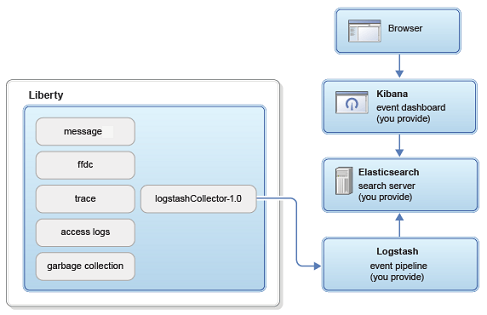 Liberty
message
ffdc
trace
access logs
garbage collection
logstashCollector-1.0
Browser
Kibana
event dashboard
(you provide)
Elasticsearch
search server
(you provide)
Logstash
event pipeline
(you provide)